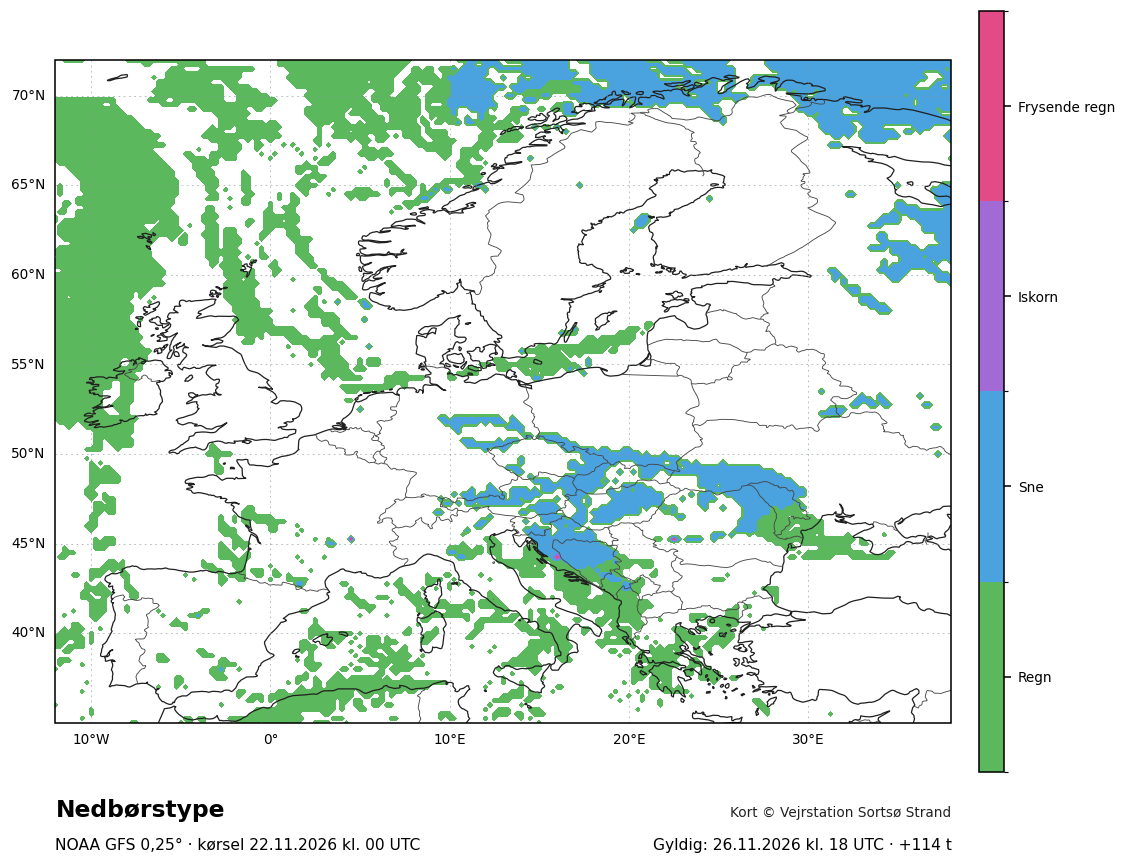 Frysende regn
Iskorn
Sne
Regn
70°N
65°N
60°N
55°N
50°N
45°N
40°N
10°W
0°
10°E
20°E
30°E
Nedbørstype
Kort © Vejrstation Sortsø Strand
NOAA GFS 0,25° · kørsel 22.11.2026 kl. 00 UTC
Gyldig: 26.11.2026 kl. 18 UTC · +114 t